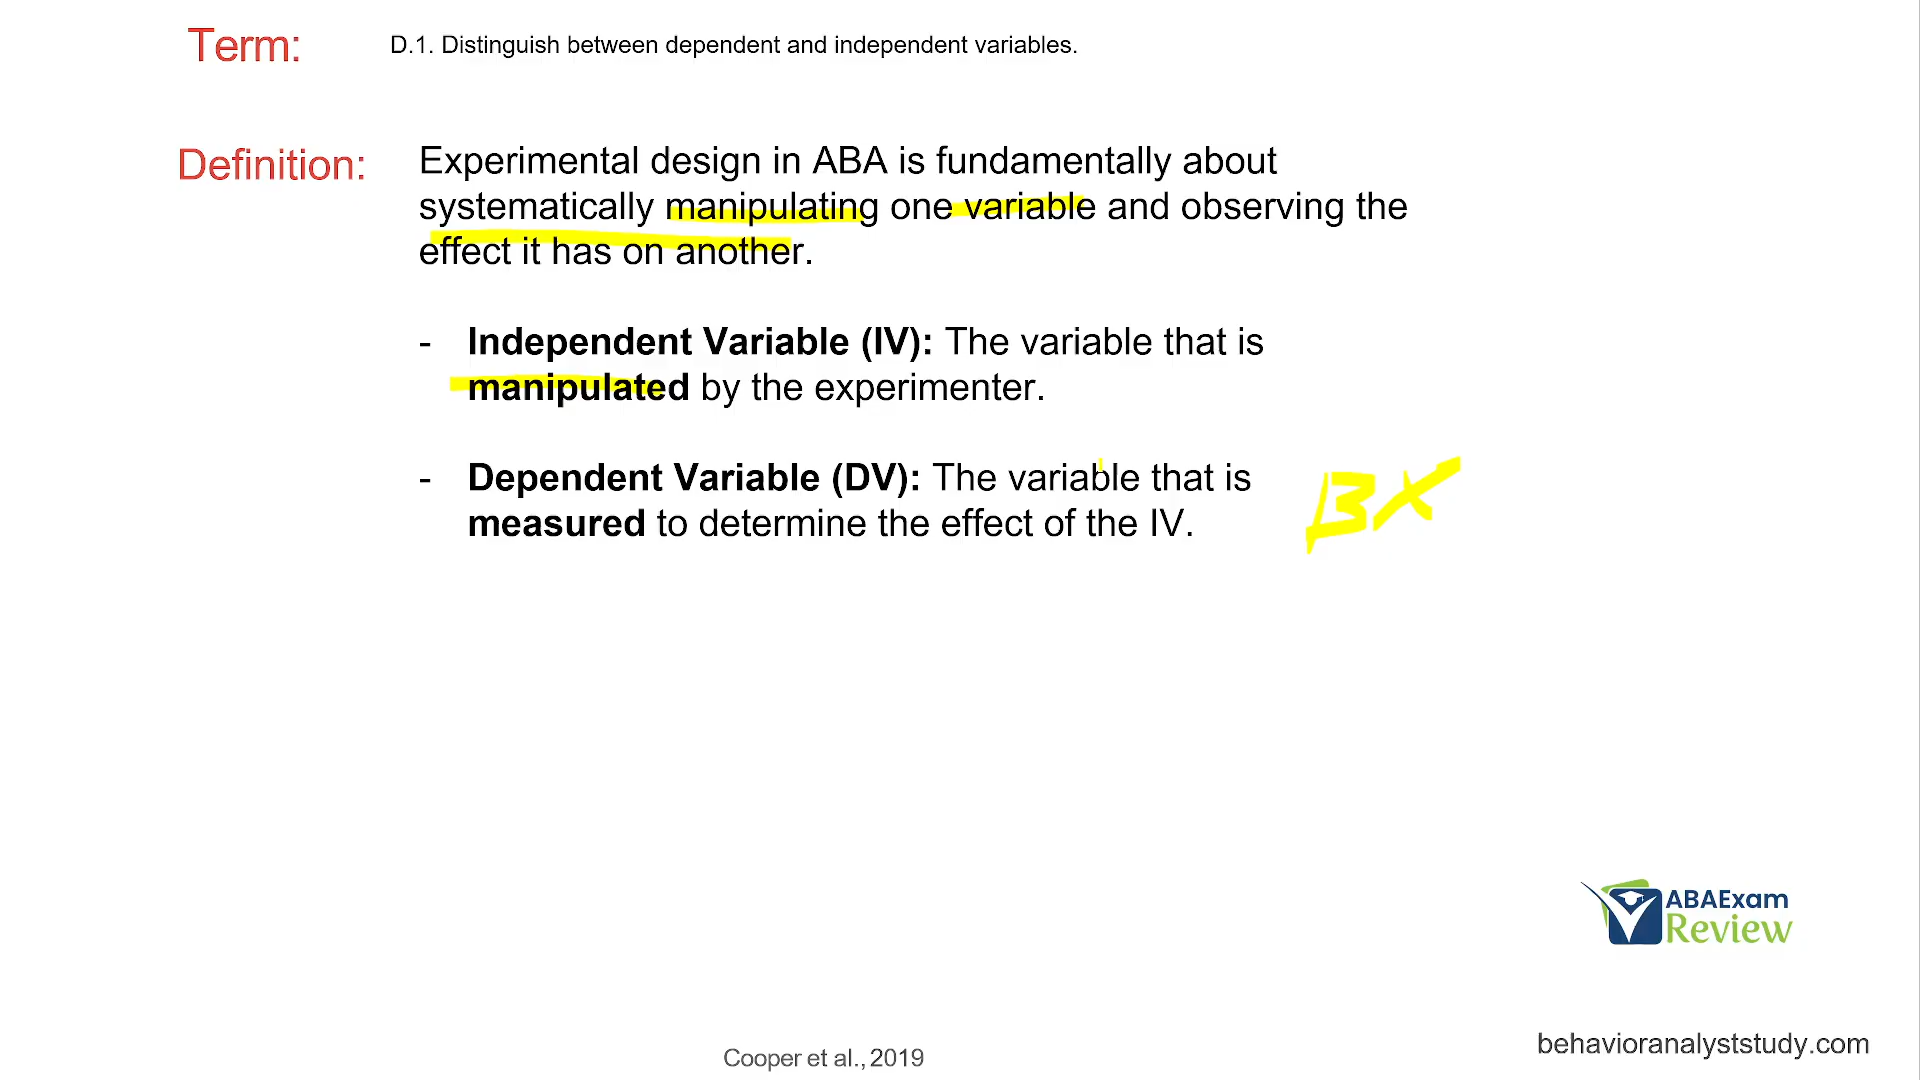 Term: D.1. Distinguish between dependent and independent variables.
Definition: Experimental design in ABA is fundamentally about
systematically manipulating one variable and observing the
effect it has on another.
- Independent Variable (IV): The variable that is
manipulated by the experimenter.
- Dependent Variable (DV): The variable that is
measured to determine the effect of the IV.
BX
ABAExam
Review
Cooper et al., 2019
behavioranalyststudy.com